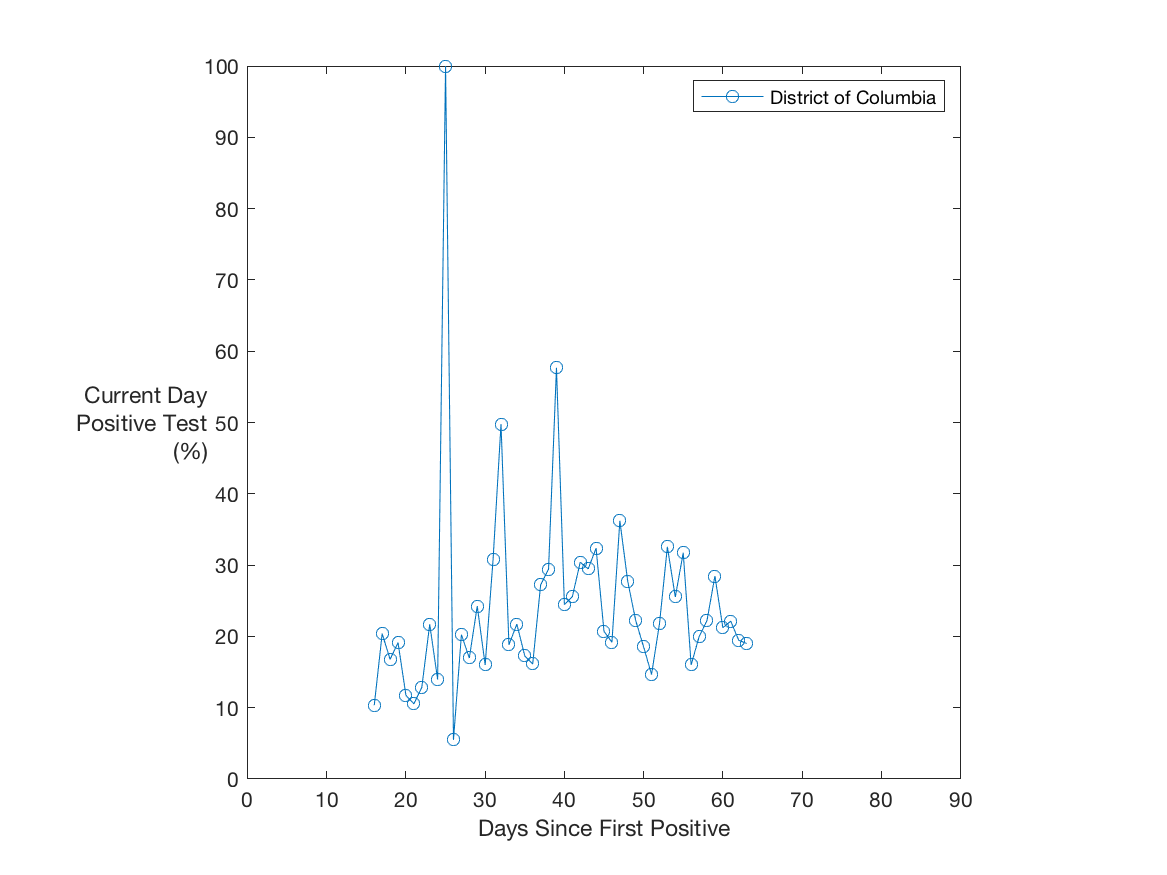 100
District of Columbia
90
80
70
60
Current Day
Positive Test
(%)
50
40
30
20
10
0
0 10 20 30 40 50 60 70 80 90
Days Since First Positive